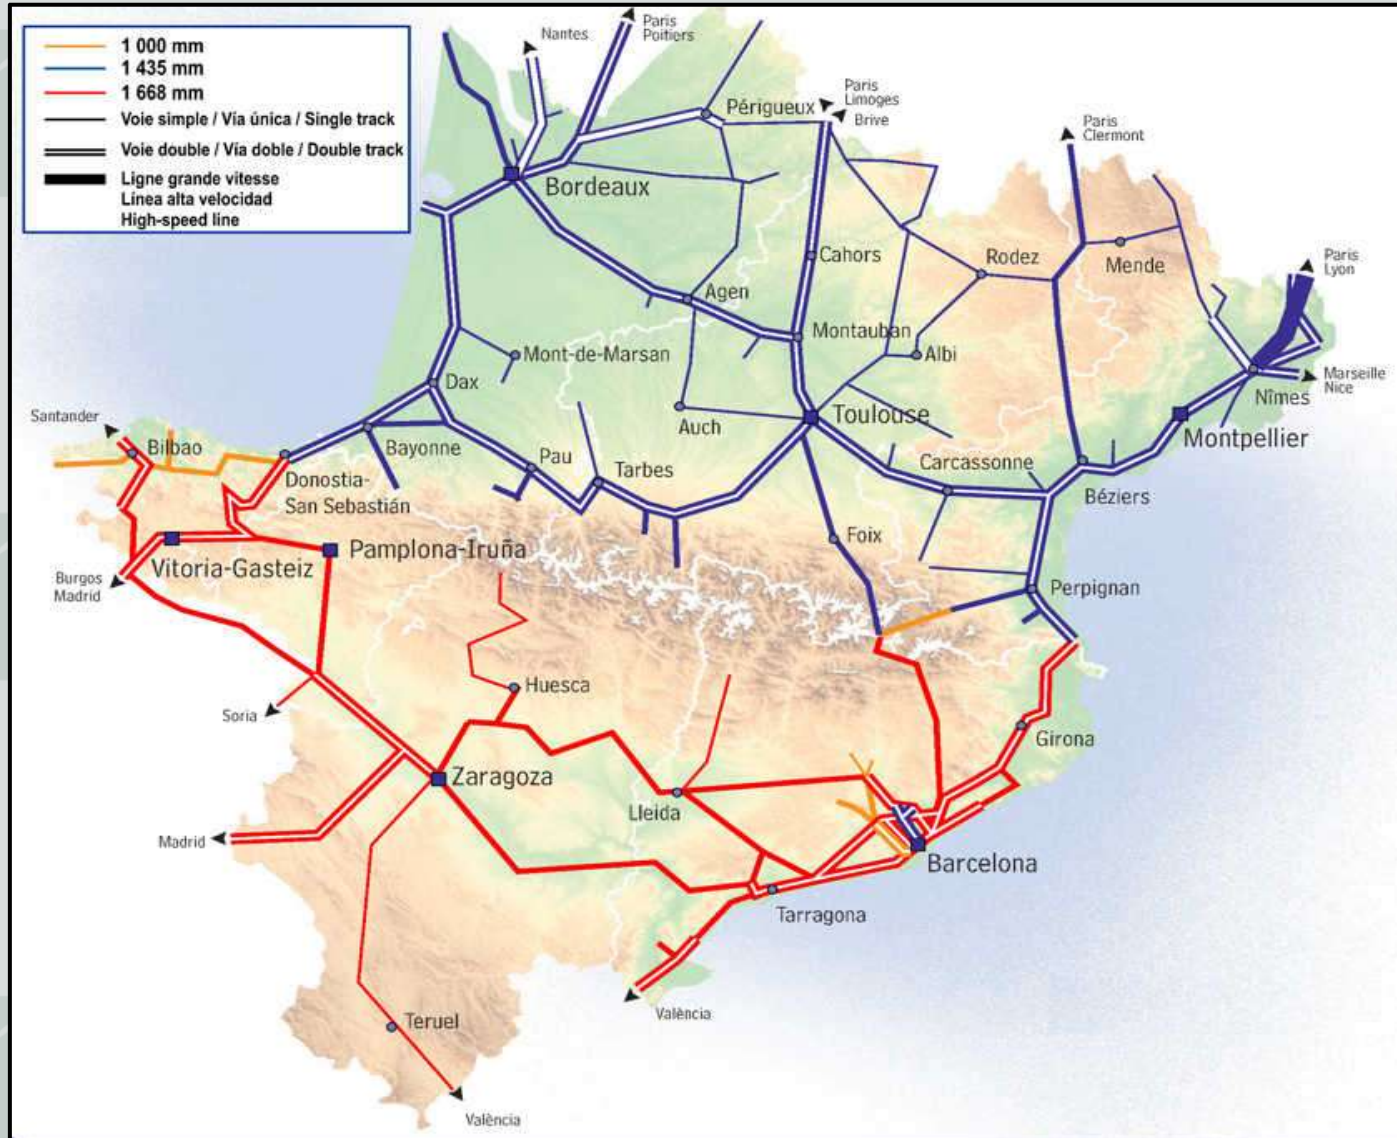 1 000 mm
1 435 mm
1 668 mm
Voie simple / Vía única / Single track
Voie double / Vía doble / Double track
Ligne grande vitesse
Línea alta velocidad
High-speed line
Nantes
Paris
Poitiers
Périgueux
Paris
Limoges
Brive
Paris
Clermont
Bordeaux
Cahors
Rodez
Mende
Paris
Lyon
Agen
Montauban
Mont-de-Marsan
Albi
Dax
Marseille
Nice
Nîmes
Santander
Bilbao
Bayonne
Auch
Toulouse
Montpellier
Pau
Tarbes
Carcassonne
Béziers
Donostia-
San Sebastián
Foix
Pamplona-Iruña
Vitoria-Gasteiz
Burgos
Madrid
Perpignan
Huesca
Soria
Girona
Zaragoza
Lleida
Madrid
Barcelona
Tarragona
València
Teruel
València